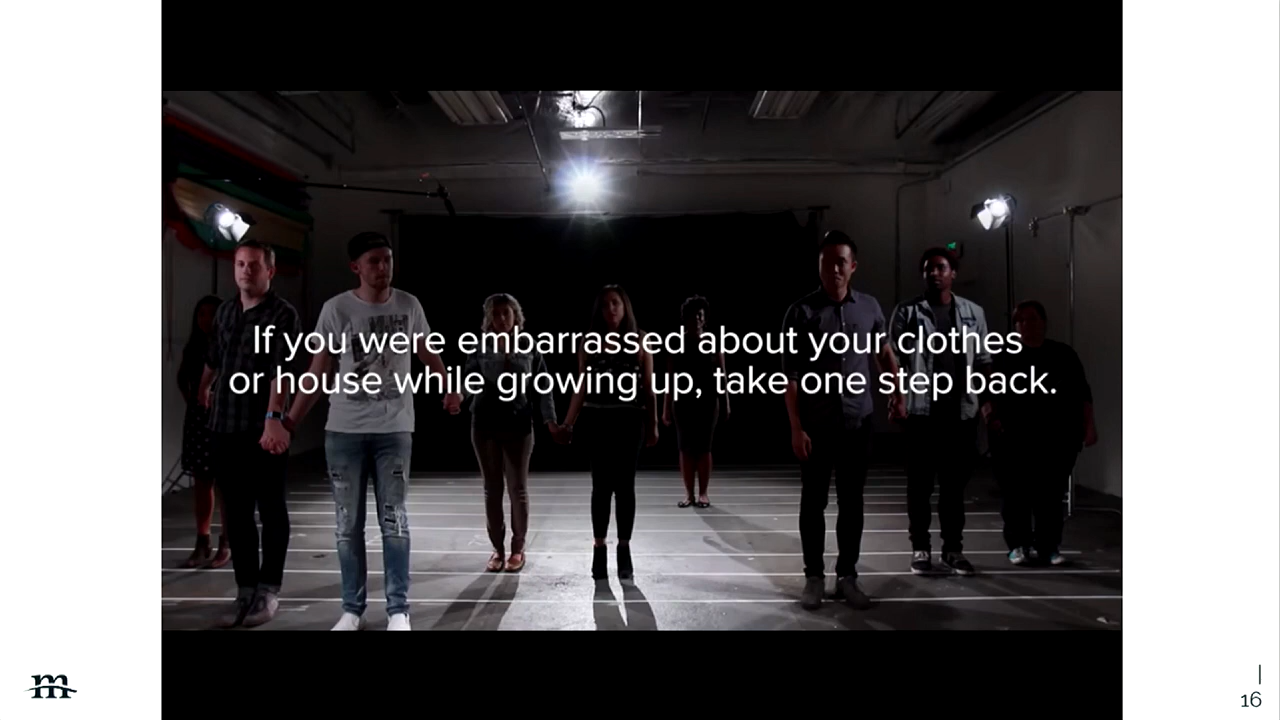 If you were embarrassed about your clothes
or house while growing up, take one step back.
m
16